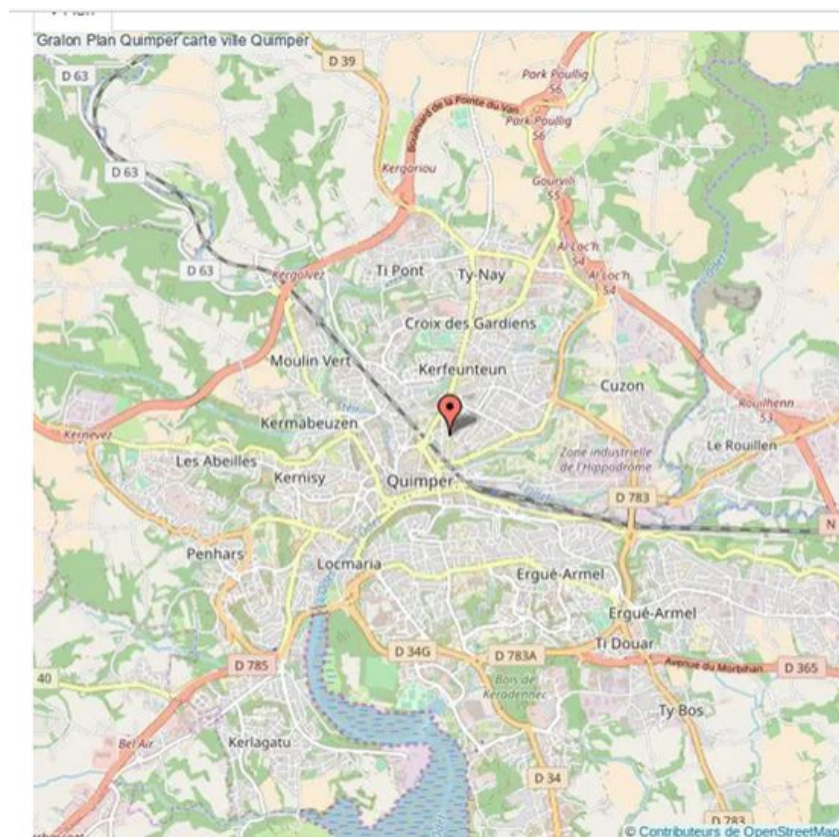 Gralon Plan Quimper carte ville Quimper
D 63
D 39
Park Poullig
56
Boulevard de la Pointe du Van
Park Poullig
56
D 63
Kergoriou
Gourvili
55
D 63
Kergolvez
Ti Pont
Ty-Nay
Al Loc'h
54
Al Loc'h
54
Croix des Gardiens
Moulin Vert
Kerfeunteun
Cuzon
Kermabeuzen
Rouilhenn
53
Kernevez
Les Abeilles
Kernisy
Quimper
Zone industrielle
de l'Hippodrome
Le Rouillen
D 783
N
Penhars
Locmaria
Ergué-Armel
Ergué-Armel
D 785
D 34G
D 783A
Ti Douar
Avenue du Morbihan
D 365
40
Bois de
Keradennec
Ty Bos
Bel Air
Kerlagatu
D 34
D 783
© Contributeurs de OpenStreetMap